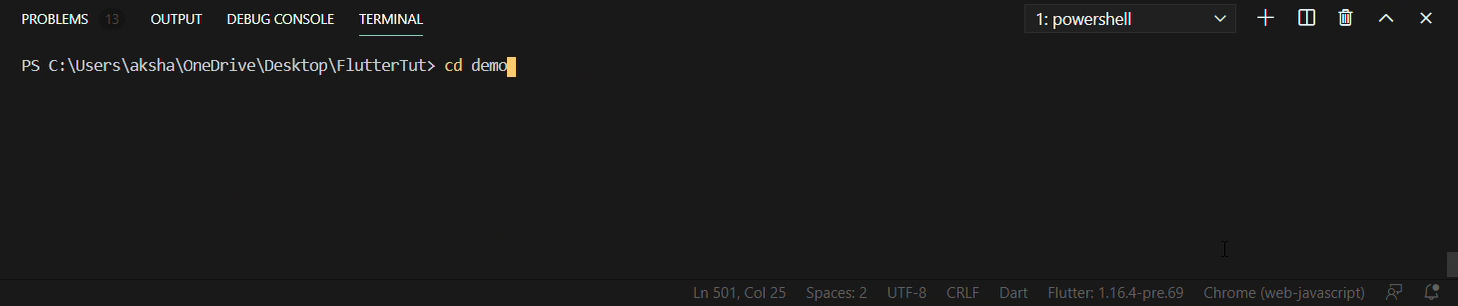 PROBLEMS 13 OUTPUT DEBUG CONSOLE TERMINAL 1: powershell
PS C:\Users\aksha\OneDrive\Desktop\FlutterTut> cd demo
Ln 501, Col 25 Spaces: 2 UTF-8 CRLF Dart Flutter: 1.16.4-pre.69 Chrome (web-javascript)